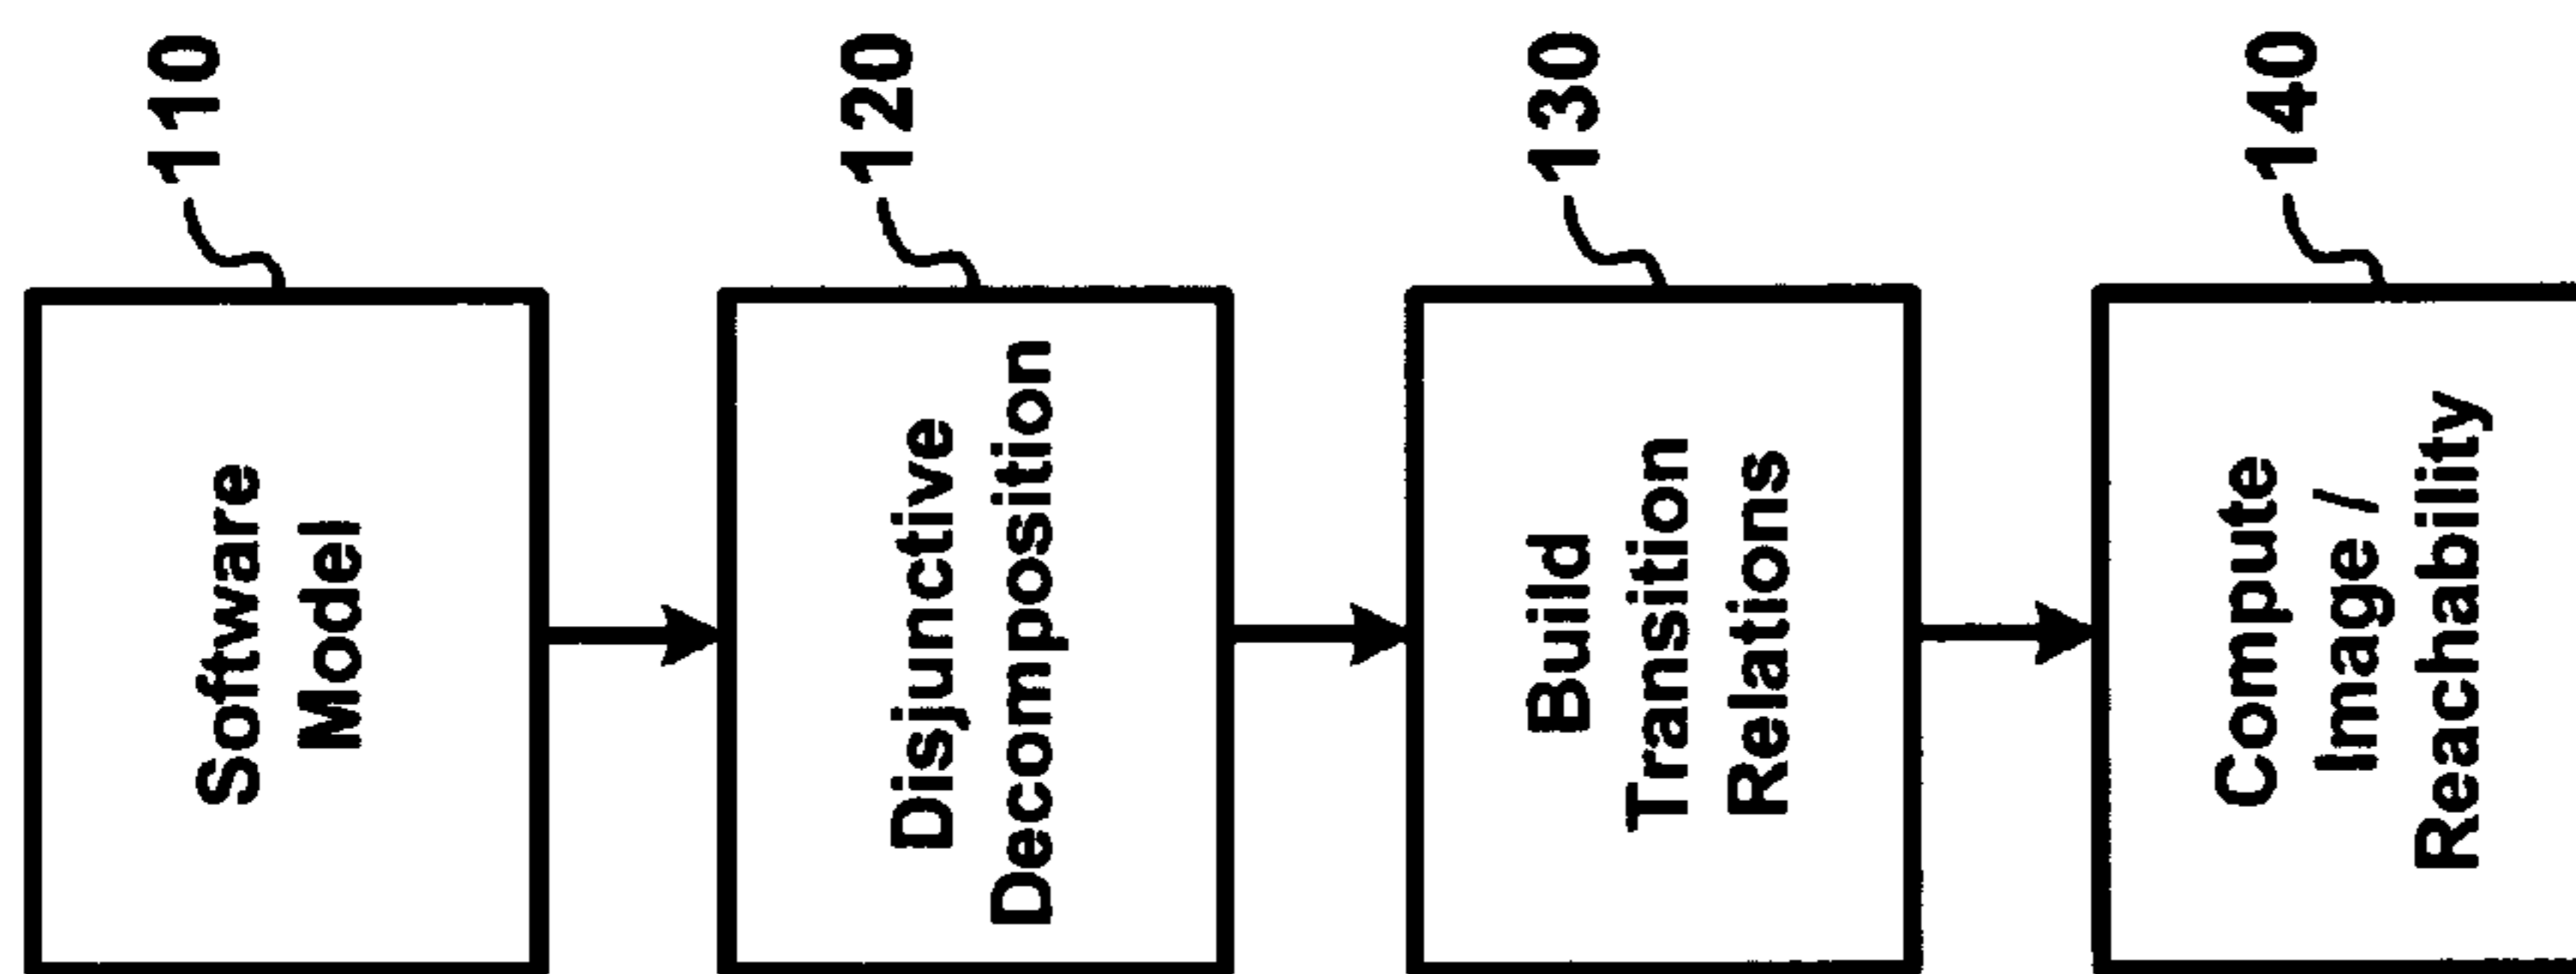 110
Software
Model
120
Disjunctive
Decomposition
130
Build
Transition
Relations
140
Compute
Image /
Reachability